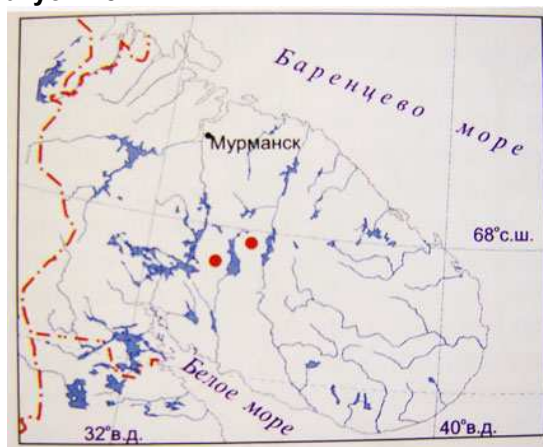 Баренцево море
Мурманск
68°с.ш.
Белое море
32°в.д.
40°в.д.